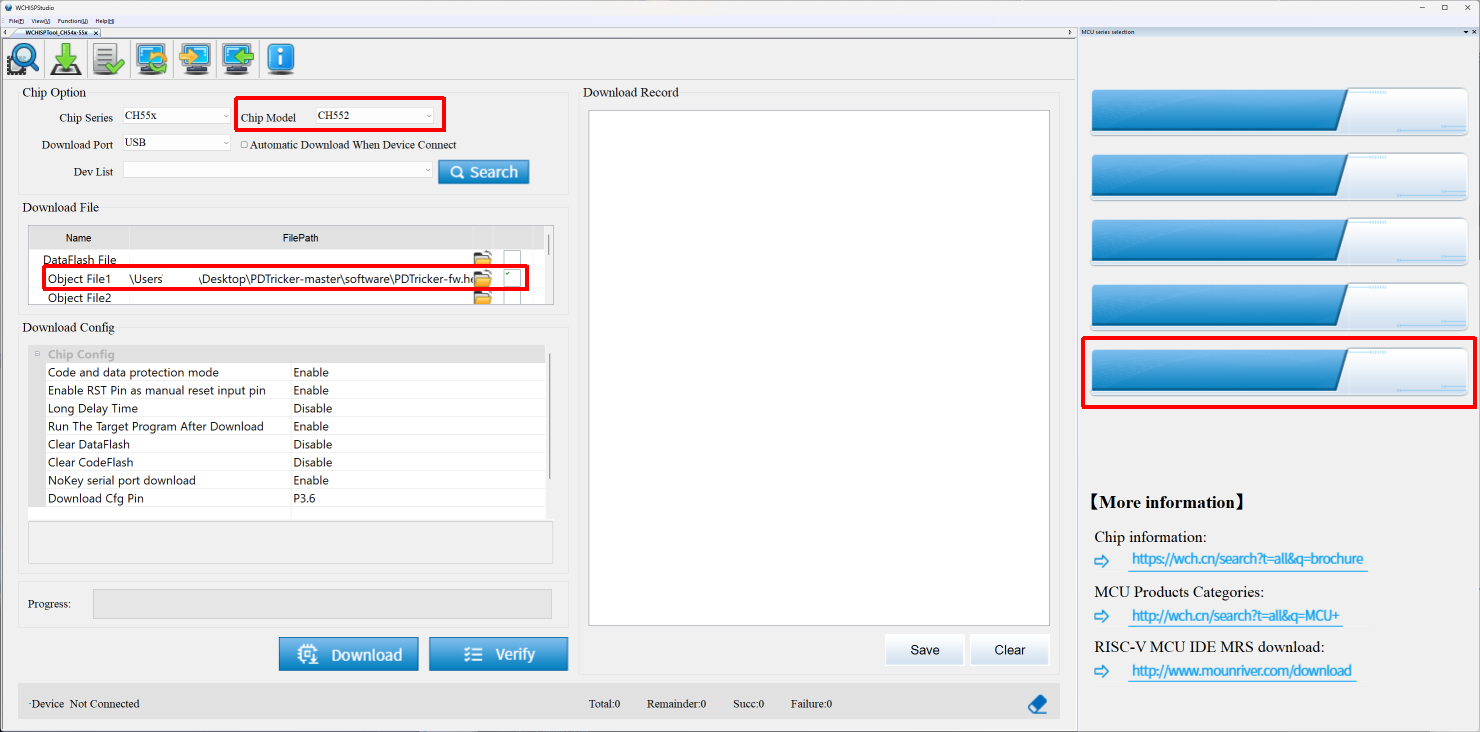 WCHISPStudio
File(F) View(V) Function(U) Help(H)
WCHISPTool_CH54x-55x
MCU series selection
Chip Option
Chip Series CH55x Chip Model CH552
Download Port USB Automatic Download When Device Connect
Dev List Search
Download File
Name FilePath
DataFlash File
Object File1 \Users \Desktop\PDTricker-master\software\PDTricker-fw.he
Object File2
Download Config
Chip Config
Code and data protection mode Enable
Enable RST Pin as manual reset input pin Enable
Long Delay Time Disable
Run The Target Program After Download Enable
Clear DataFlash Disable
Clear CodeFlash Disable
NoKey serial port download Enable
Download Cfg Pin P3.6
Progress:
Download Verify
Download Record
Save Clear
·Device Not Connected Total:0 Remainder:0 Succ:0 Failure:0
【More information】
Chip information:
https://wch.cn/search?t=all&q=brochure
MCU Products Categories:
http://wch.cn/search?t=all&q=MCU+
RISC-V MCU IDE MRS download:
http://www.mounriver.com/download